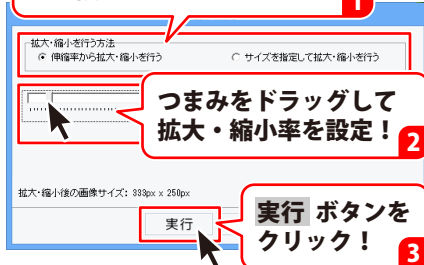 1
拡大・縮小を行う方法
伸縮率から拡大・縮小を行う
サイズを指定して拡大・縮小を行う
つまみをドラッグして
拡大・縮小率を設定！
2
拡大・縮小後の画像サイズ: 333px x 250px
実行
実行 ボタンを
クリック！
3